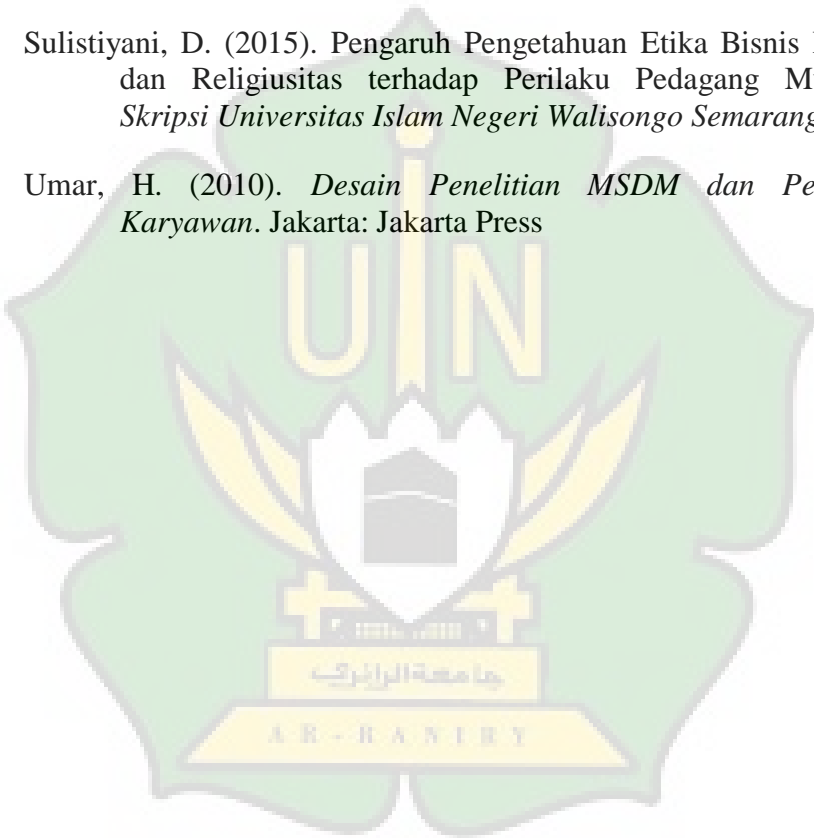 Sulistiyani, D. (2015). Pengaruh Pengetahuan Etika Bisnis
dan Religiusitas terhadap Perilaku Pedagang
Skripsi Universitas Islam Negeri Walisongo Semarang
Umar, H. (2010). Desain Penelitian MSDM dan
Karyawan. Jakarta: Jakarta Press
UIN
جامعة الرانري
AR-RANIRY